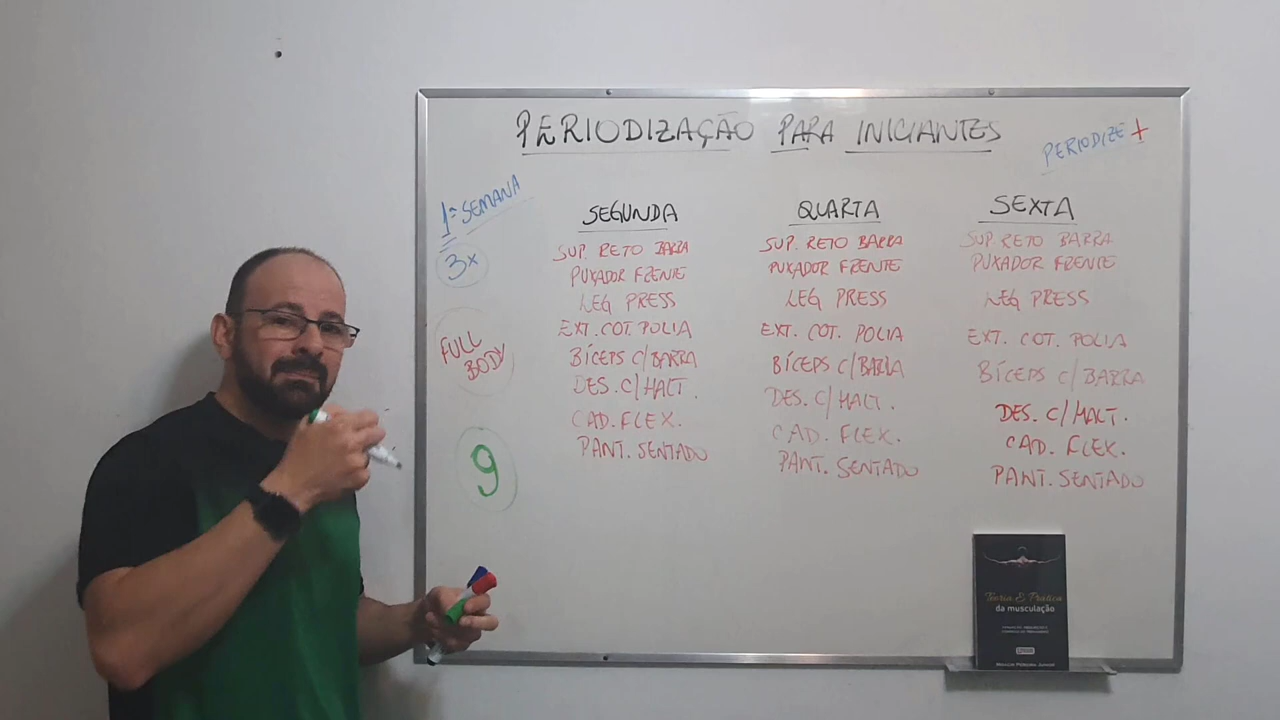 PERIODIZAÇÃO PARA INICIANTES
PERIODIZE +
1ª SEMANA
3x
FULL
BODY
9
SEGUNDA
SUP. RETO BARRA
PUXADOR FRENTE
LEG PRESS
EXT. COT. POLIA
BÍCEPS C/BARRA
DES. C/HALT.
CAD. FLEX.
PANT. SENTADO
QUARTA
SUP. RETO BARRA
PUXADOR FRENTE
LEG PRESS
EXT. COT. POLIA
BÍCEPS C/BARRA
DES. C/HALT.
CAD. FLEX.
PANT. SENTADO
SEXTA
SUP. RETO BARRA
PUXADOR FRENTE
LEG PRESS
EXT. COT. POLIA
BÍCEPS C/BARRA
DES. C/HALT.
CAD. FLEX.
PANT. SENTADO
Teoria E Prática
da musculação